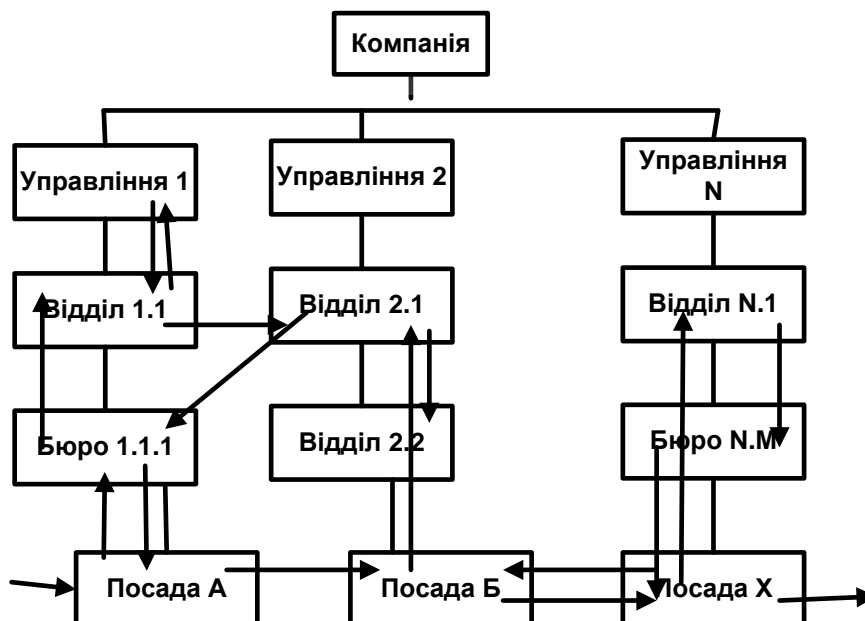 Компанія
Управління 1
Управління 2
Управління
N
Відділ 1.1
Відділ 2.1
Відділ N.1
Бюро 1.1.1
Відділ 2.2
Бюро N.M
Посада А
Посада Б
Посада Х